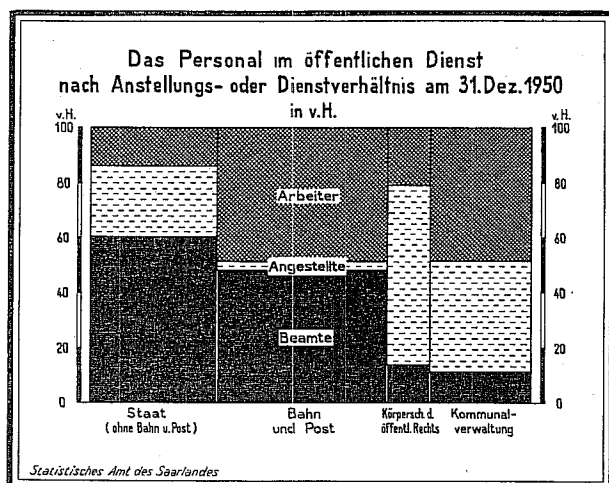 Das Personal im öffentlichen Dienst
nach Anstellungs- oder Dienstverhältnis am 31. Dez. 1950
in v.H.
v.H. v.H.
100 100
80 80
60 60
40 40
20 20
0 0
Arbeiter
Angestellte
Beamte
Staat
(ohne Bahn u. Post)
Bahn
und Post
Körpersch. d.
öffentl. Rechts
Kommunal-
verwaltung
Statistisches Amt des Saarlandes